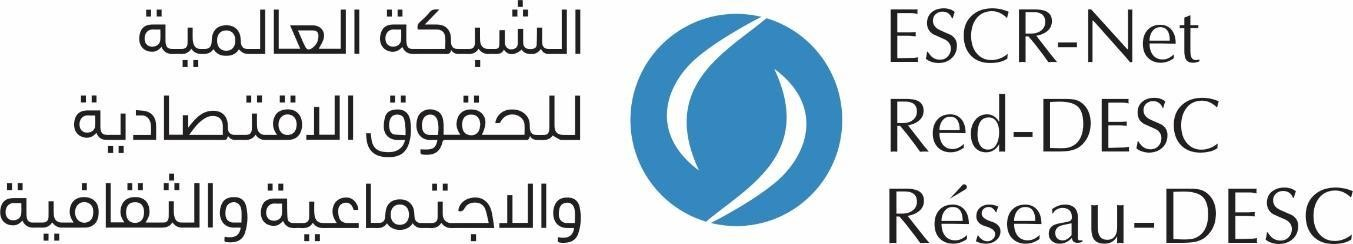 الشبكة العالمية
للحقوق الاقتصادية
والاجتماعية والثقافية
ESCR-Net
Red-DESC
Réseau-DESC